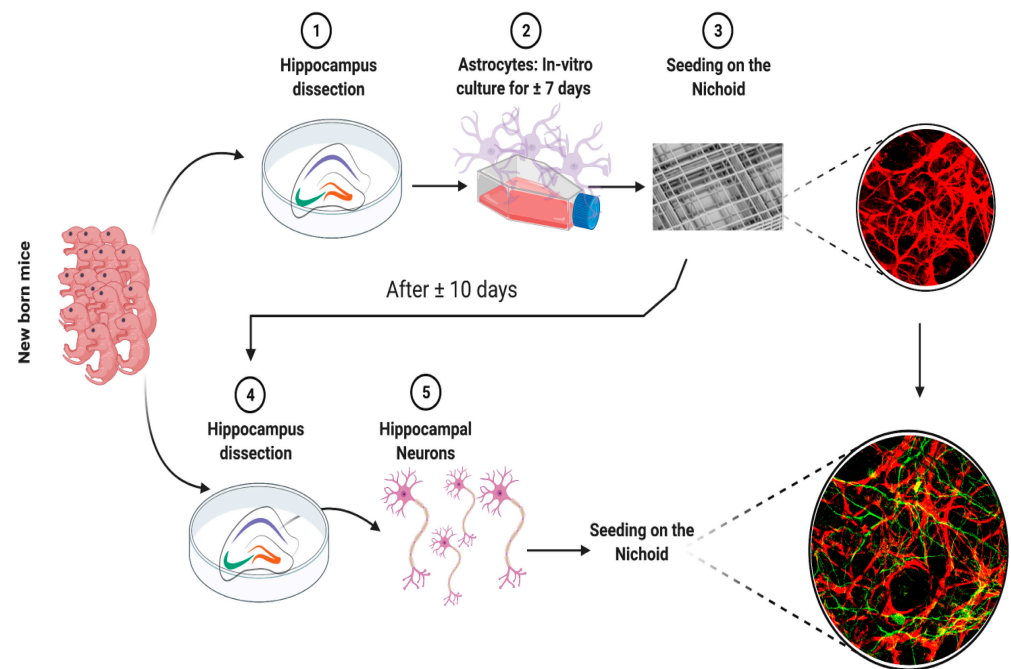 1
Hippocampus
dissection
2
Astrocytes: In-vitro
culture for ± 7 days
3
Seeding on the
Nichoid
New born mice
After ± 10 days
4
Hippocampus
dissection
5
Hippocampal
Neurons
Seeding on the
Nichoid